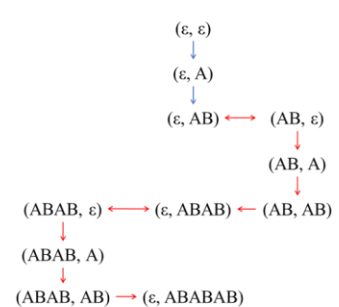 (ε, ε)
(ε, A)
(ε, AB) (AB, ε)
(AB, A)
(ABAB, ε) (ε, ABAB) (AB, AB)
(ABAB, A)
(ABAB, AB) (ε, ABABAB)